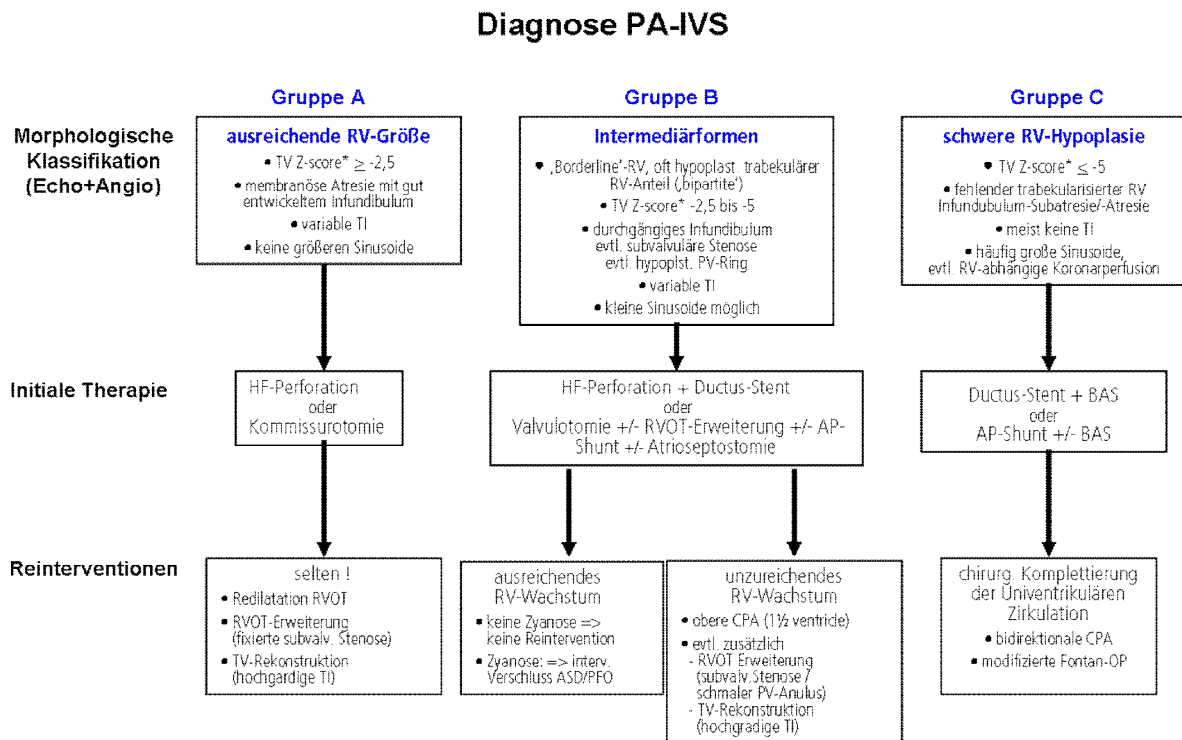 Diagnose PA-IVS
Gruppe A
Gruppe B
Gruppe C
Morphologische
Klassifikation
(Echo+Angio)
ausreichende RV-Größe
• TV Z-score* ≥ -2,5
• membranöse Atresie mit gut
entwickeltem Infundibulum
• variable TI
• keine größeren Sinusoide
Intermediärformen
• ‚Borderline'-RV, oft hypoplast. trabekulärer
RV-Anteil (‚bipartite')
• TV Z-score* -2,5 bis -5
• durchgängiges Infundibulum
evtl. subvalvuläre Stenose
evtl. hypoplst. PV-Ring
• variable TI
• kleine Sinusoide möglich
schwere RV-Hypoplasie
• TV Z-score* ≤ -5
• fehlender trabekularisierter RV
Infundubulum-Subatresie/-Atresie
• meist keine TI
• häufig große Sinusoide,
evtl. RV-abhängige Koronarperfusion
Initiale Therapie
HF-Perforation
oder
Kommissurotomie
HF-Perforation + Ductus-Stent
oder
Valvulotomie +/- RVOT-Erweiterung +/- AP-
Shunt +/- Atrioseptostomie
Ductus-Stent + BAS
oder
AP-Shunt +/- BAS
Reinterventionen
selten !
• Redilatation RVOT
• RVOT-Erweiterung
(fixierte subvalv. Stenose)
• TV-Rekonstruktion
(hochgardige TI)
ausreichendes
RV-Wachstum
• keine Zyanose =>
keine Reintervention
• Zyanose: => interv.
Verschluss ASD/PFO
unzureichendes
RV-Wachstum
• obere CPA (1½ ventricle)
• evtl. zusätzlich
- RVOT Erweiterung
(subvalv.Stenose /
schmaler PV-Anulus)
- TV-Rekonstruktion
(hochgradige TI)
chirurg. Komplettierung
der Univentrikulären
Zirkulation
• bidirektionale CPA
• modifizierte Fontan-OP